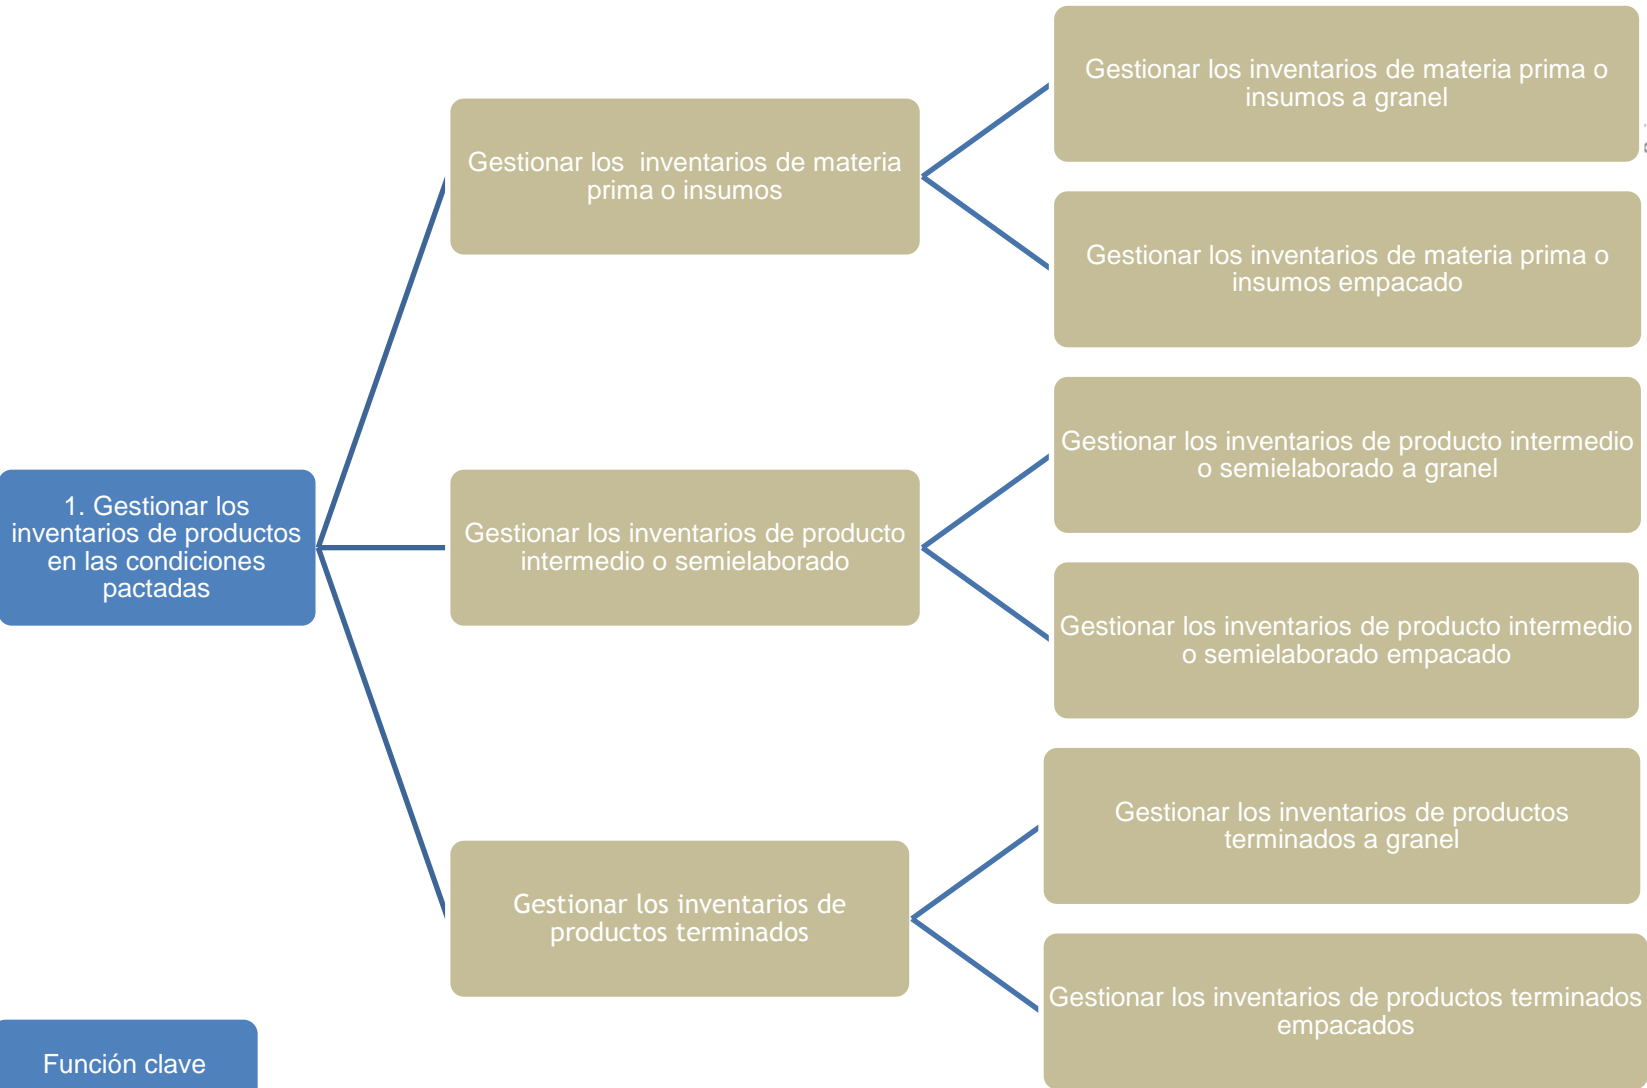 Gestionar los inventarios de materia prima o
insumos a granel
Gestionar los  inventarios de materia
prima o insumos
Gestionar los inventarios de materia prima o
insumos empacado
Gestionar los inventarios de producto intermedio
o semielaborado a granel
1. Gestionar los
inventarios de productos
en las condiciones
pactadas
Gestionar los inventarios de producto
intermedio o semielaborado
Gestionar los inventarios de producto intermedio
o semielaborado empacado
Gestionar los inventarios de productos
terminados a granel
Gestionar los inventarios de
productos terminados
Gestionar los inventarios de productos terminados
empacados
Función clave